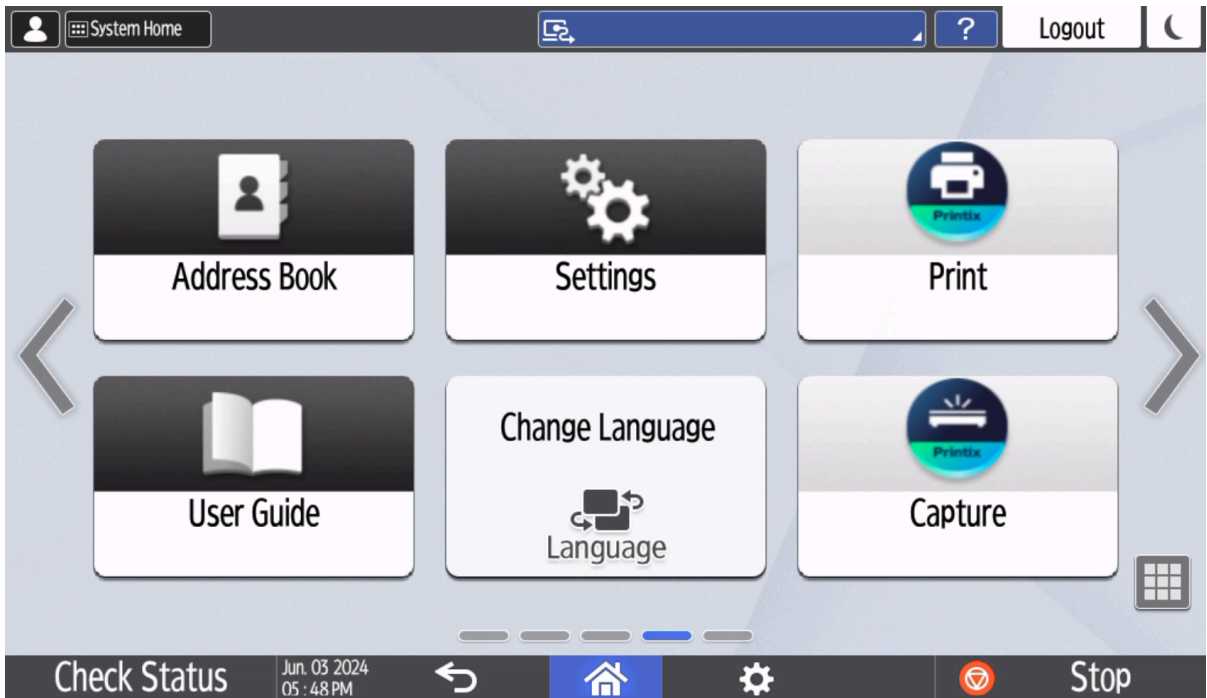 System Home
?
Logout
Address Book
Settings
Printix
Print
User Guide
Change Language
Language
Printix
Capture
Check Status
Jun. 03 2024
05 : 48 PM
Stop